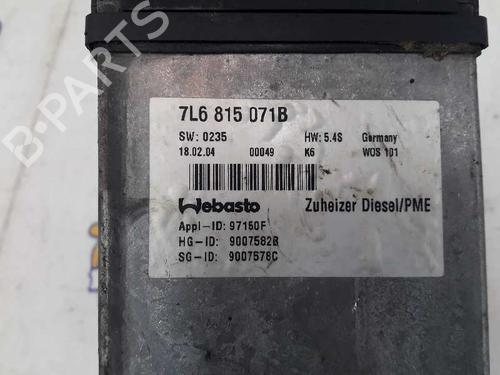 7L6 815 071B
SW: 0235 HW: 5.4S Germany
18.02.04 00049 K6 WOS 101
Webasto Zuheizer Diesel/PME
Appl-ID: 97150F
HG-ID: 9007582B
SG-ID: 9007578C
B-PARTS